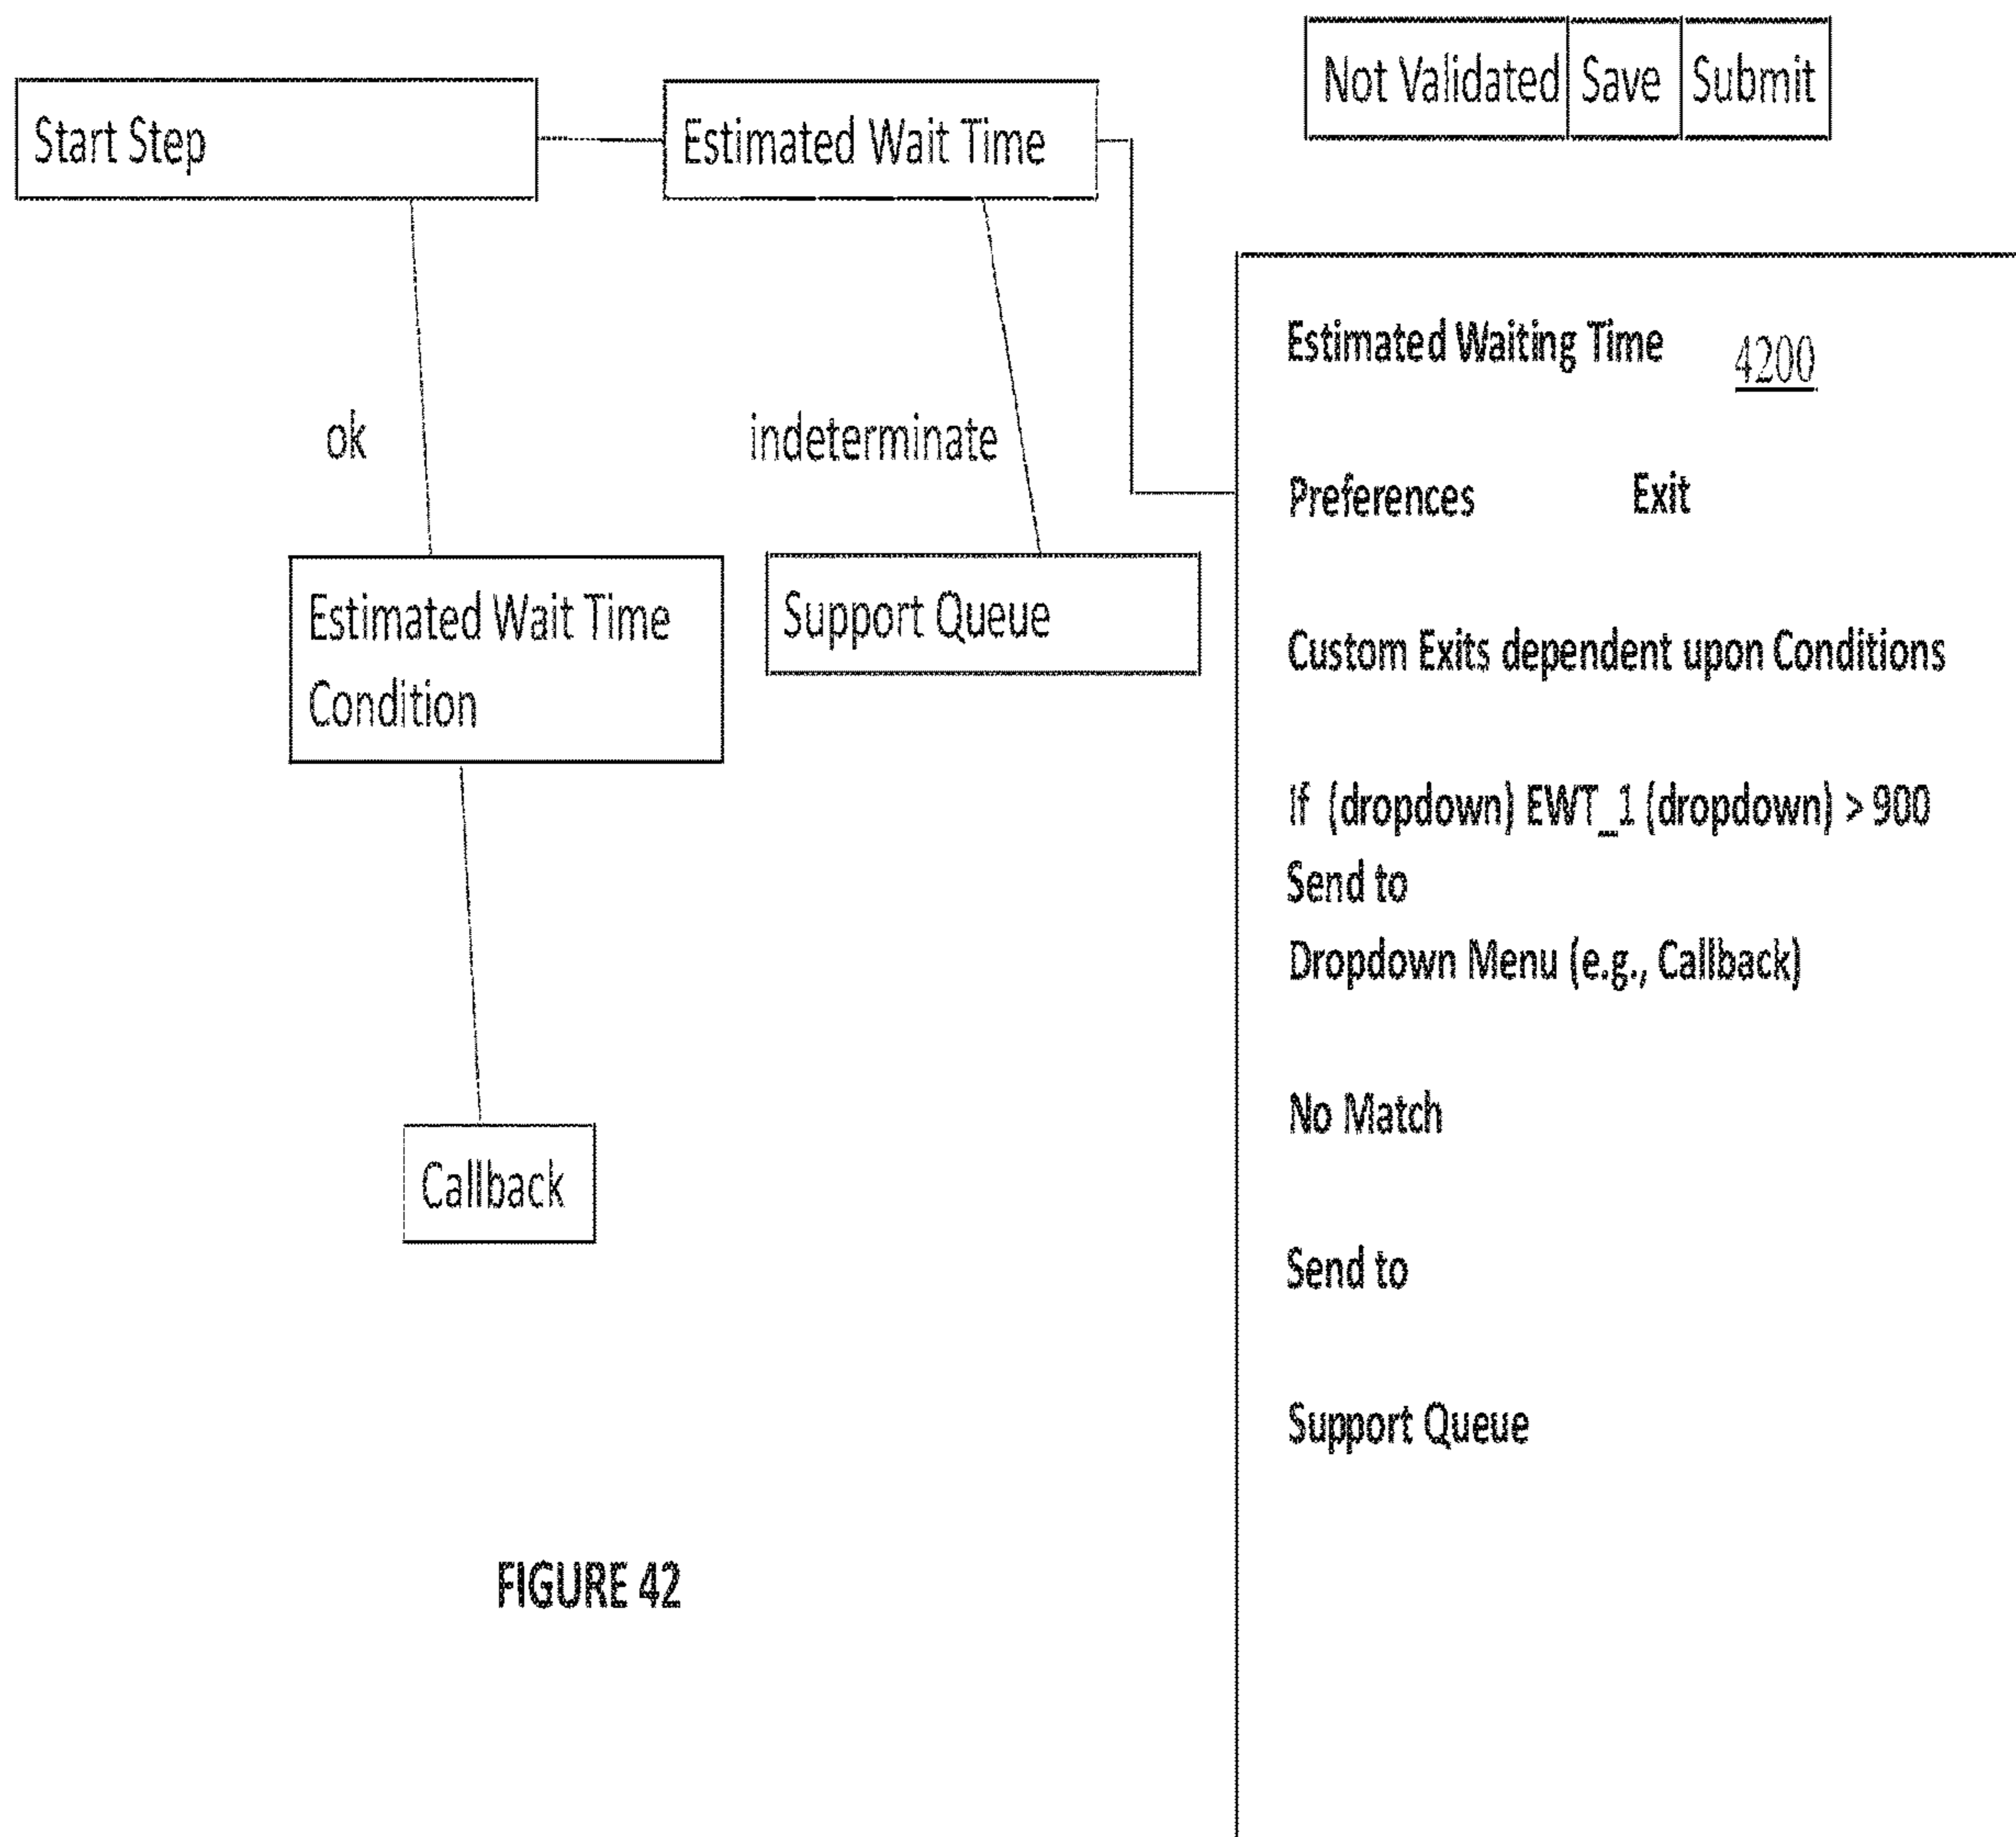 Not Validated Save Submit
Start Step
Estimated Wait Time
ok
indeterminate
Estimated Wait Time
Condition
Support Queue
Callback
Estimated Waiting Time 4200
Preferences Exit
Custom Exits dependent upon Conditions
If (dropdown) EWT_1 (dropdown) > 900
Send to
Dropdown Menu (e.g., Callback)
No Match
Send to
Support Queue
FIGURE 42